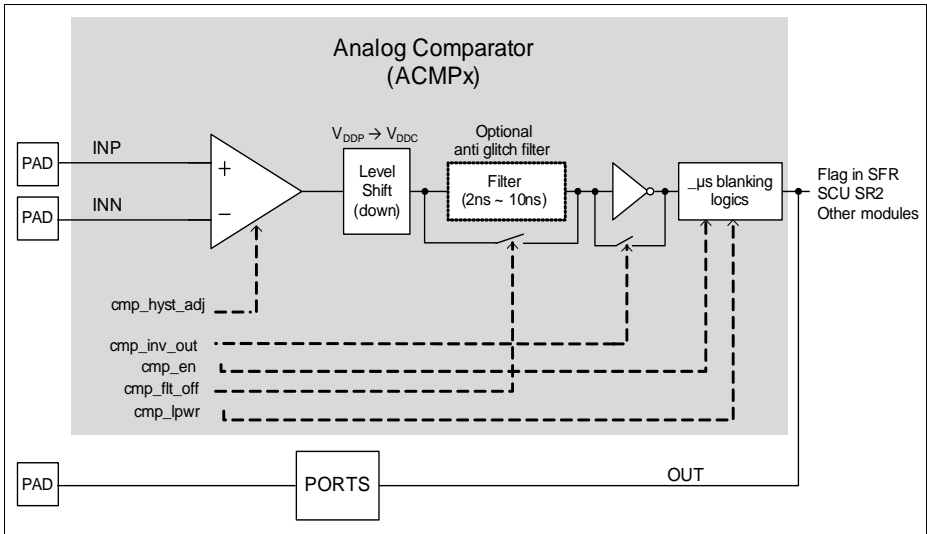 Analog Comparator
(ACMPx)
V_DDP → V_DDC
Optional
anti glitch filter
PAD
INP
+
Level
Shift
(down)
Filter
(2ns ~ 10ns)
_µs blanking
logics
Flag in SFR
SCU SR2
Other modules
PAD
INN
−
cmp_hyst_adj
cmp_inv_out
cmp_en
cmp_flt_off
cmp_lpwr
PAD
PORTS
OUT